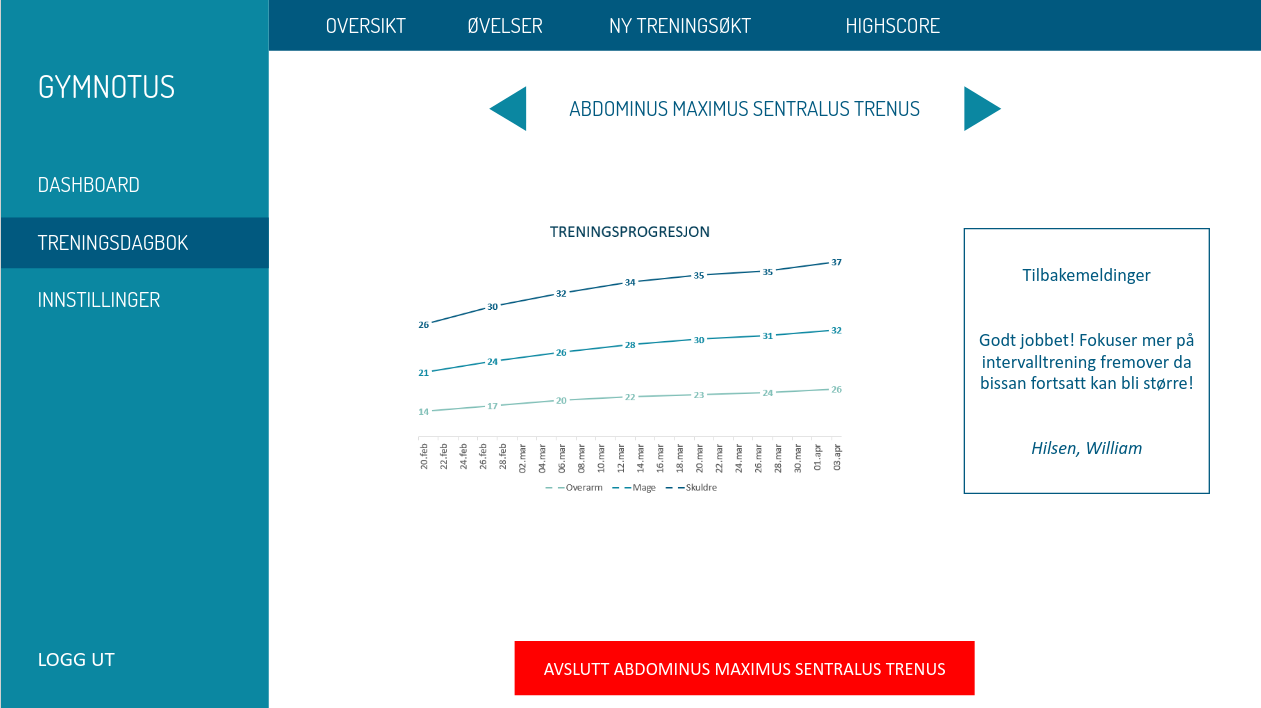 OVERSIKT ØVELSER NY TRENINGSØKT HIGHSCORE
GYMNOTUS
DASHBOARD
TRENINGSDAGBOK
INNSTILLINGER
LOGG UT
ABDOMINUS MAXIMUS SENTRALUS TRENUS
TRENINGSPROGRESJON
26 30 32 34 35 35 37
21 24 26 28 30 31 32
14 17 20 22 23 24 26
20.feb 22.feb 24.feb 26.feb 28.feb 02.mar 04.mar 06.mar 08.mar 10.mar 12.mar 14.mar 16.mar 18.mar 20.mar 22.mar 24.mar 26.mar 28.mar 30.mar 01.apr 03.apr
Overarm Mage Skuldre
Tilbakemeldinger
Godt jobbet! Fokuser mer på
intervalltrening fremover da
bissan fortsatt kan bli større!
Hilsen, William
AVSLUTT ABDOMINUS MAXIMUS SENTRALUS TRENUS